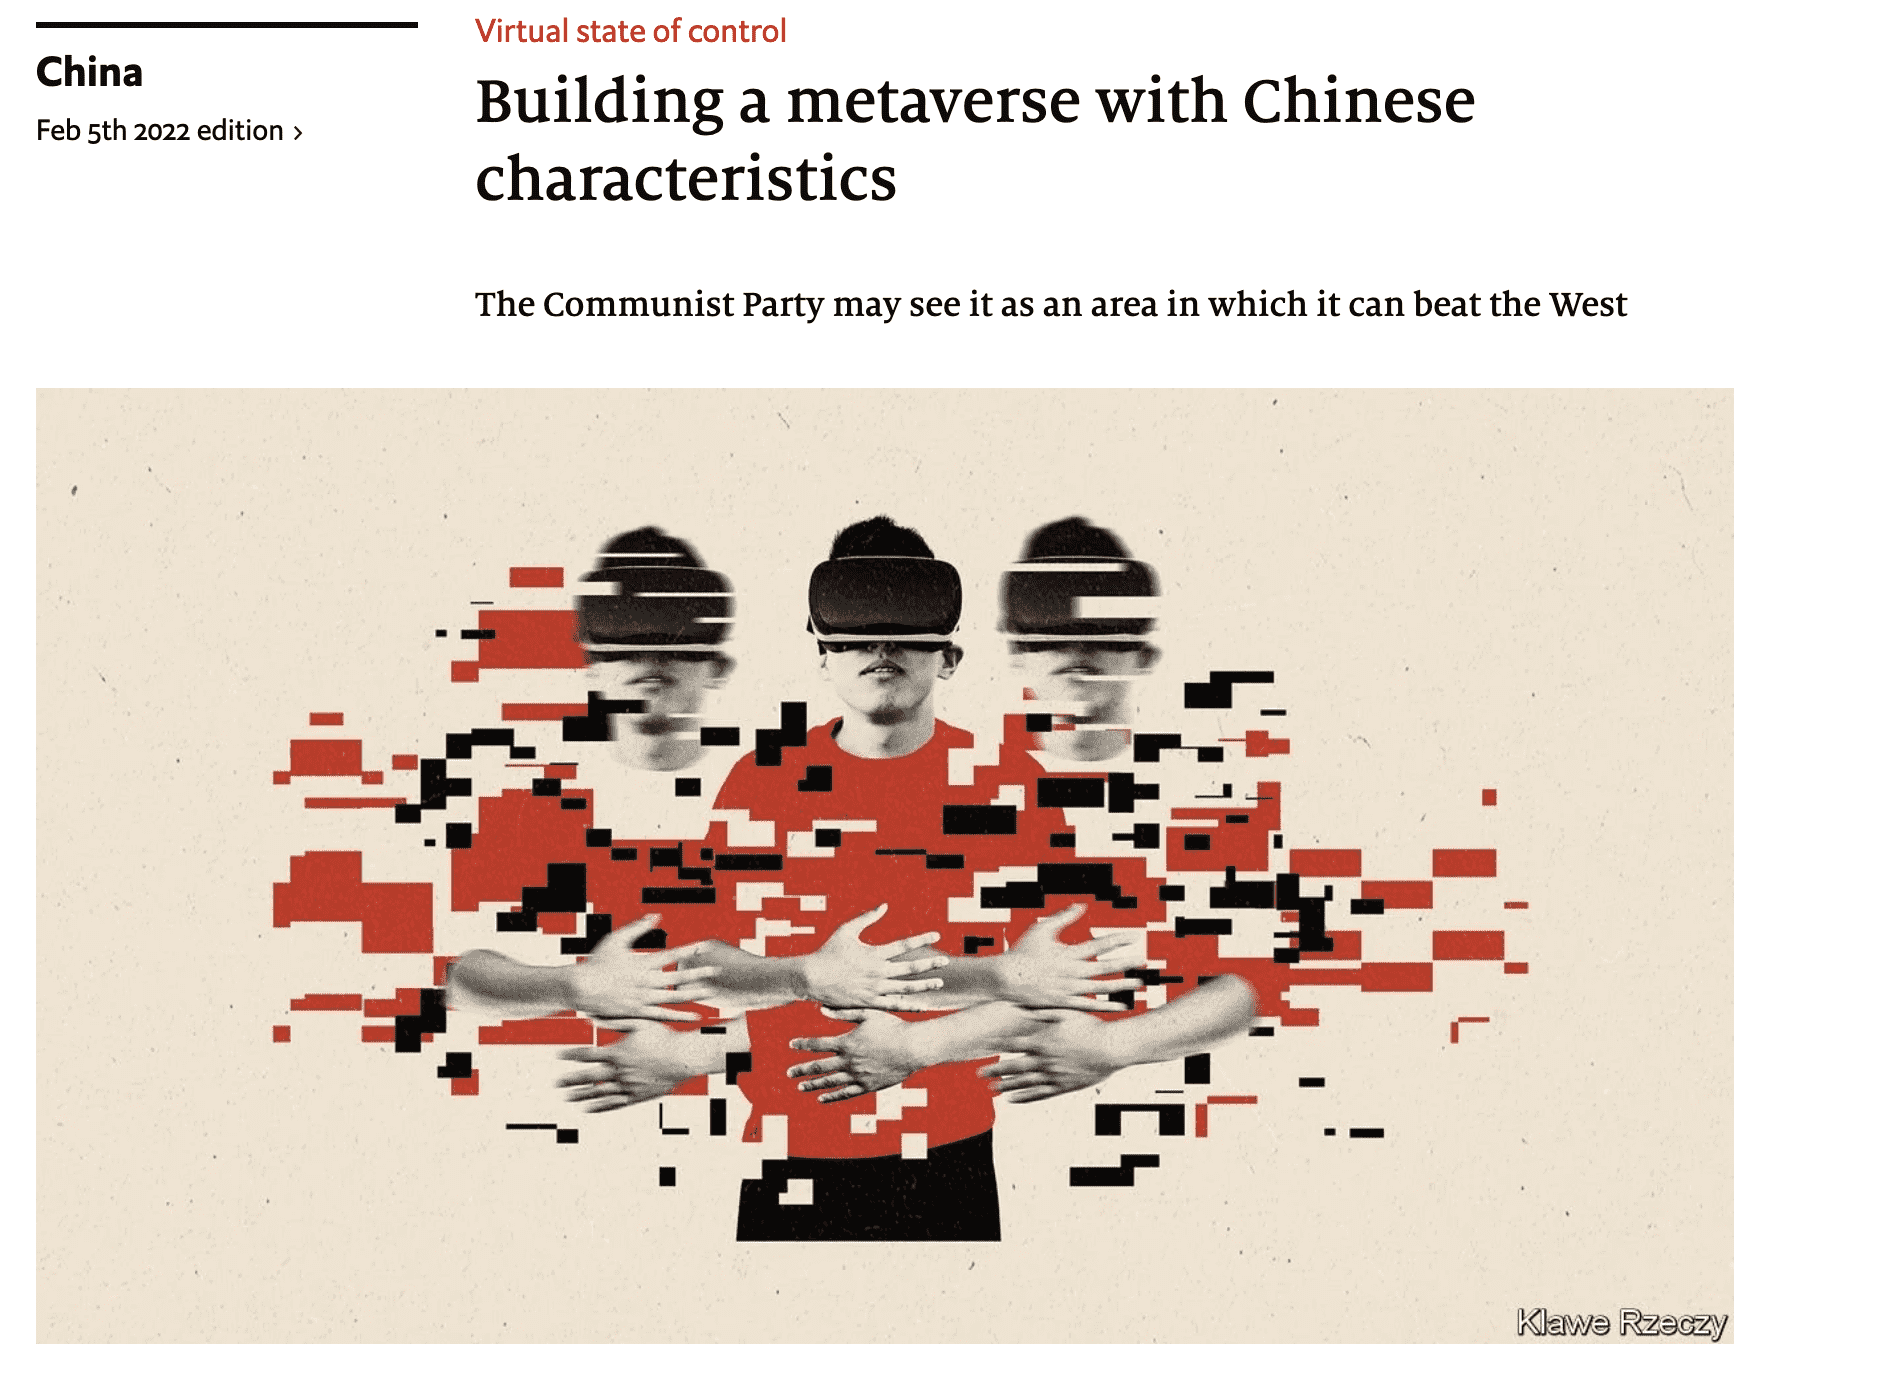 China
Feb 5th 2022 edition >
Virtual state of control
Building a metaverse with Chinese
characteristics
The Communist Party may see it as an area in which it can beat the West
Klawe Rzeczy